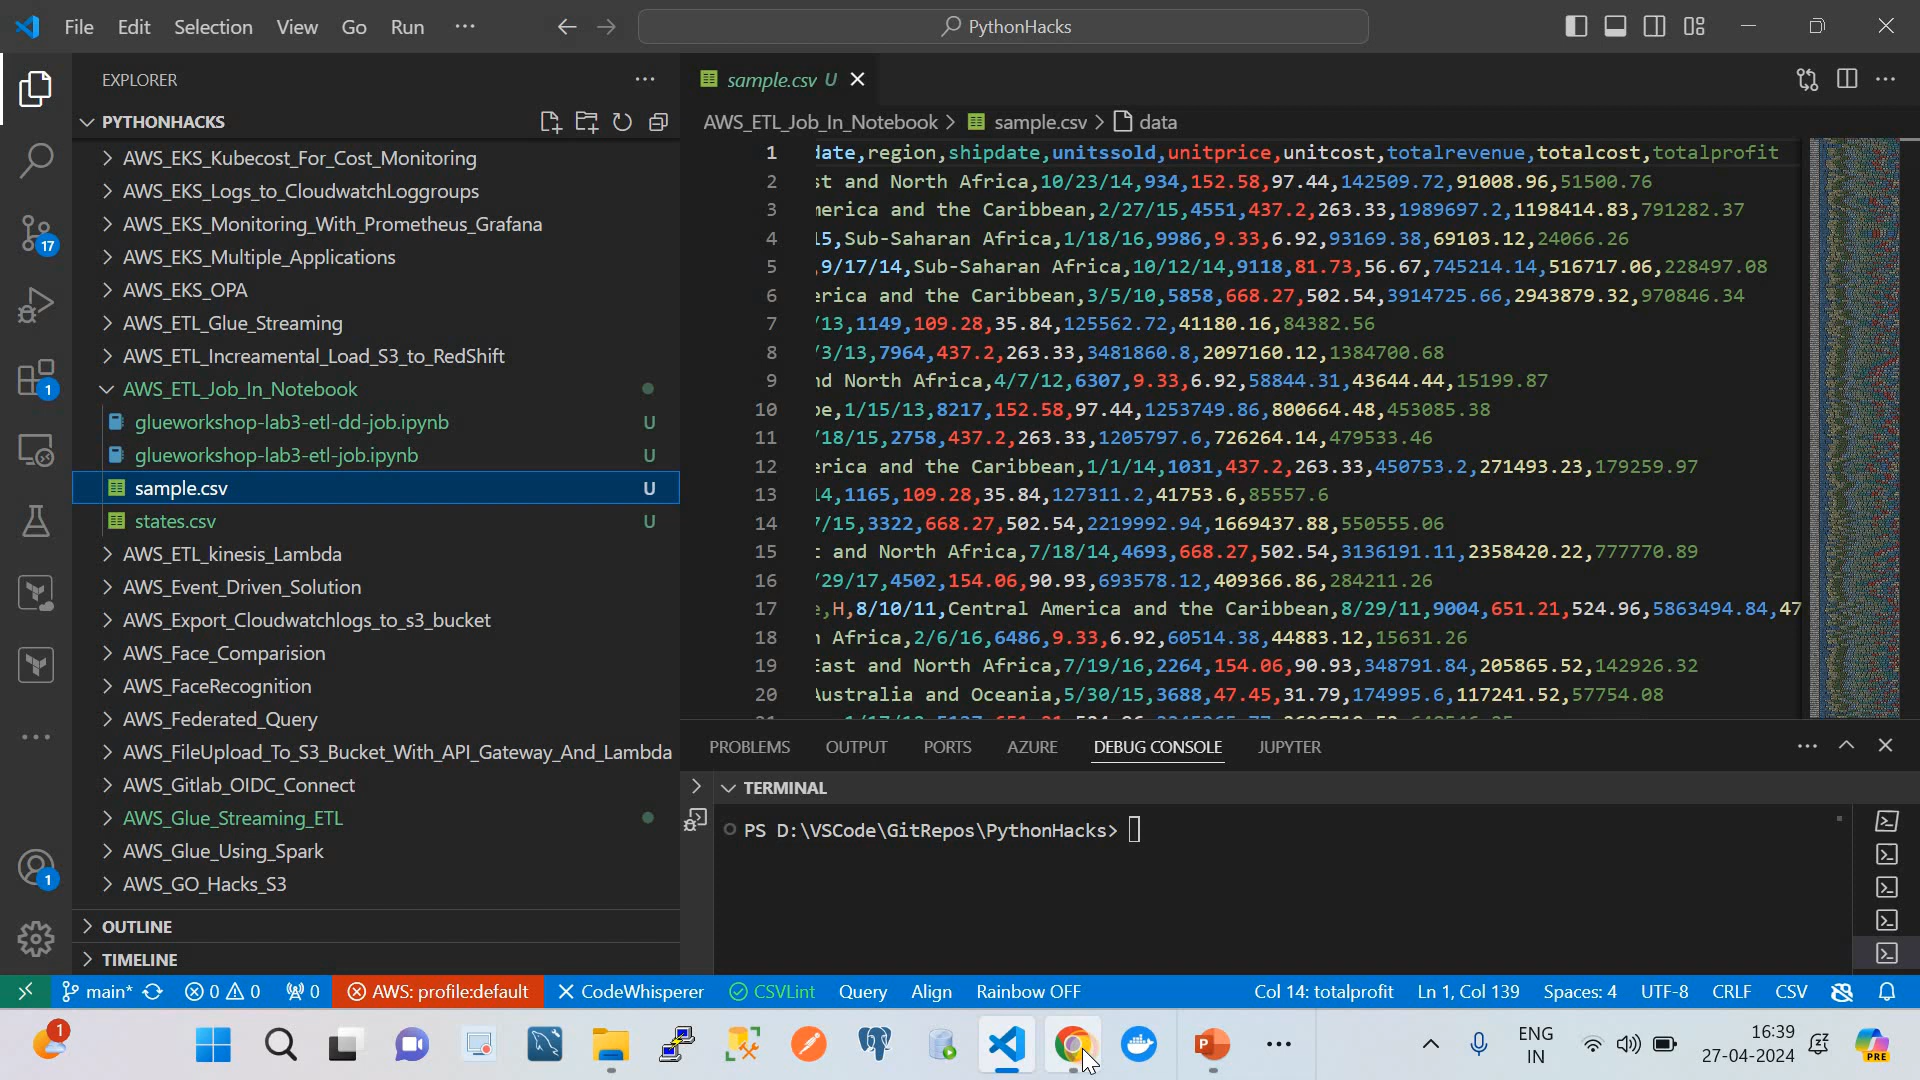 File Edit Selection View Go Run ··· PythonHacks
EXPLORER ···
PYTHONHACKS
AWS_EKS_Kubecost_For_Cost_Monitoring
AWS_EKS_Logs_to_CloudwatchLoggroups
AWS_EKS_Monitoring_With_Prometheus_Grafana
AWS_EKS_Multiple_Applications
AWS_EKS_OPA
AWS_ETL_Glue_Streaming
AWS_ETL_Increamental_Load_S3_to_RedShift
AWS_ETL_Job_In_Notebook
glueworkshop-lab3-etl-dd-job.ipynb U
glueworkshop-lab3-etl-job.ipynb U
sample.csv U
states.csv U
AWS_ETL_kinesis_Lambda
AWS_Event_Driven_Solution
AWS_Export_Cloudwatchlogs_to_s3_bucket
AWS_Face_Comparision
AWS_FaceRecognition
AWS_Federated_Query
AWS_FileUpload_To_S3_Bucket_With_API_Gateway_And_Lambda
AWS_Gitlab_OIDC_Connect
AWS_Glue_Streaming_ETL
AWS_Glue_Using_Spark
AWS_GO_Hacks_S3
OUTLINE
TIMELINE
17
1
1
sample.csv U
AWS_ETL_Job_In_Notebook > sample.csv > data
1 date,region,shipdate,unitssold,unitprice,unitcost,totalrevenue,totalcost,totalprofit
2 st and North Africa,10/23/14,934,152.58,97.44,142509.72,91008.96,51500.76
3 merica and the Caribbean,2/27/15,4551,437.2,263.33,1989697.2,1198414.83,791282.37
4 15,Sub-Saharan Africa,1/18/16,9986,9.33,6.92,93169.38,69103.12,24066.26
5 ,9/17/14,Sub-Saharan Africa,10/12/14,9118,81.73,56.67,745214.14,516717.06,228497.08
6 erica and the Caribbean,3/5/10,5858,668.27,502.54,3914725.66,2943879.32,970846.34
7 /13,1149,109.28,35.84,125562.72,41180.16,84382.56
8 /3/13,7964,437.2,263.33,3481860.8,2097160.12,1384700.68
9 nd North Africa,4/7/12,6307,9.33,6.92,58844.31,43644.44,15199.87
10 pe,1/15/13,8217,152.58,97.44,1253749.86,800664.48,453085.38
11 /18/15,2758,437.2,263.33,1205797.6,726264.14,479533.46
12 erica and the Caribbean,1/1/14,1031,437.2,263.33,450753.2,271493.23,179259.97
13 14,1165,109.28,35.84,127311.2,41753.6,85557.6
14 7/15,3322,668.27,502.54,2219992.94,1669437.88,550555.06
15 t and North Africa,7/18/14,4693,668.27,502.54,3136191.11,2358420.22,777770.89
16 /29/17,4502,154.06,90.93,693578.12,409366.86,284211.26
17 e,H,8/10/11,Central America and the Caribbean,8/29/11,9004,651.21,524.96,5863494.84,47
18 n Africa,2/6/16,6486,9.33,6.92,60514.38,44883.12,15631.26
19 East and North Africa,7/19/16,2264,154.06,90.93,348791.84,205865.52,142926.32
20 Australia and Oceania,5/30/15,3688,47.45,31.79,174995.6,117241.52,57754.08
PROBLEMS OUTPUT PORTS AZURE DEBUG CONSOLE JUPYTER
TERMINAL
PS D:\VSCode\GitRepos\PythonHacks>
main* 0 0 0 AWS: profile:default CodeWhisperer CSVLint Query Align Rainbow OFF Col 14: totalprofit Ln 1, Col 139 Spaces: 4 UTF-8 CRLF CSV
1
ENG
IN
16:39
27-04-2024
PRE